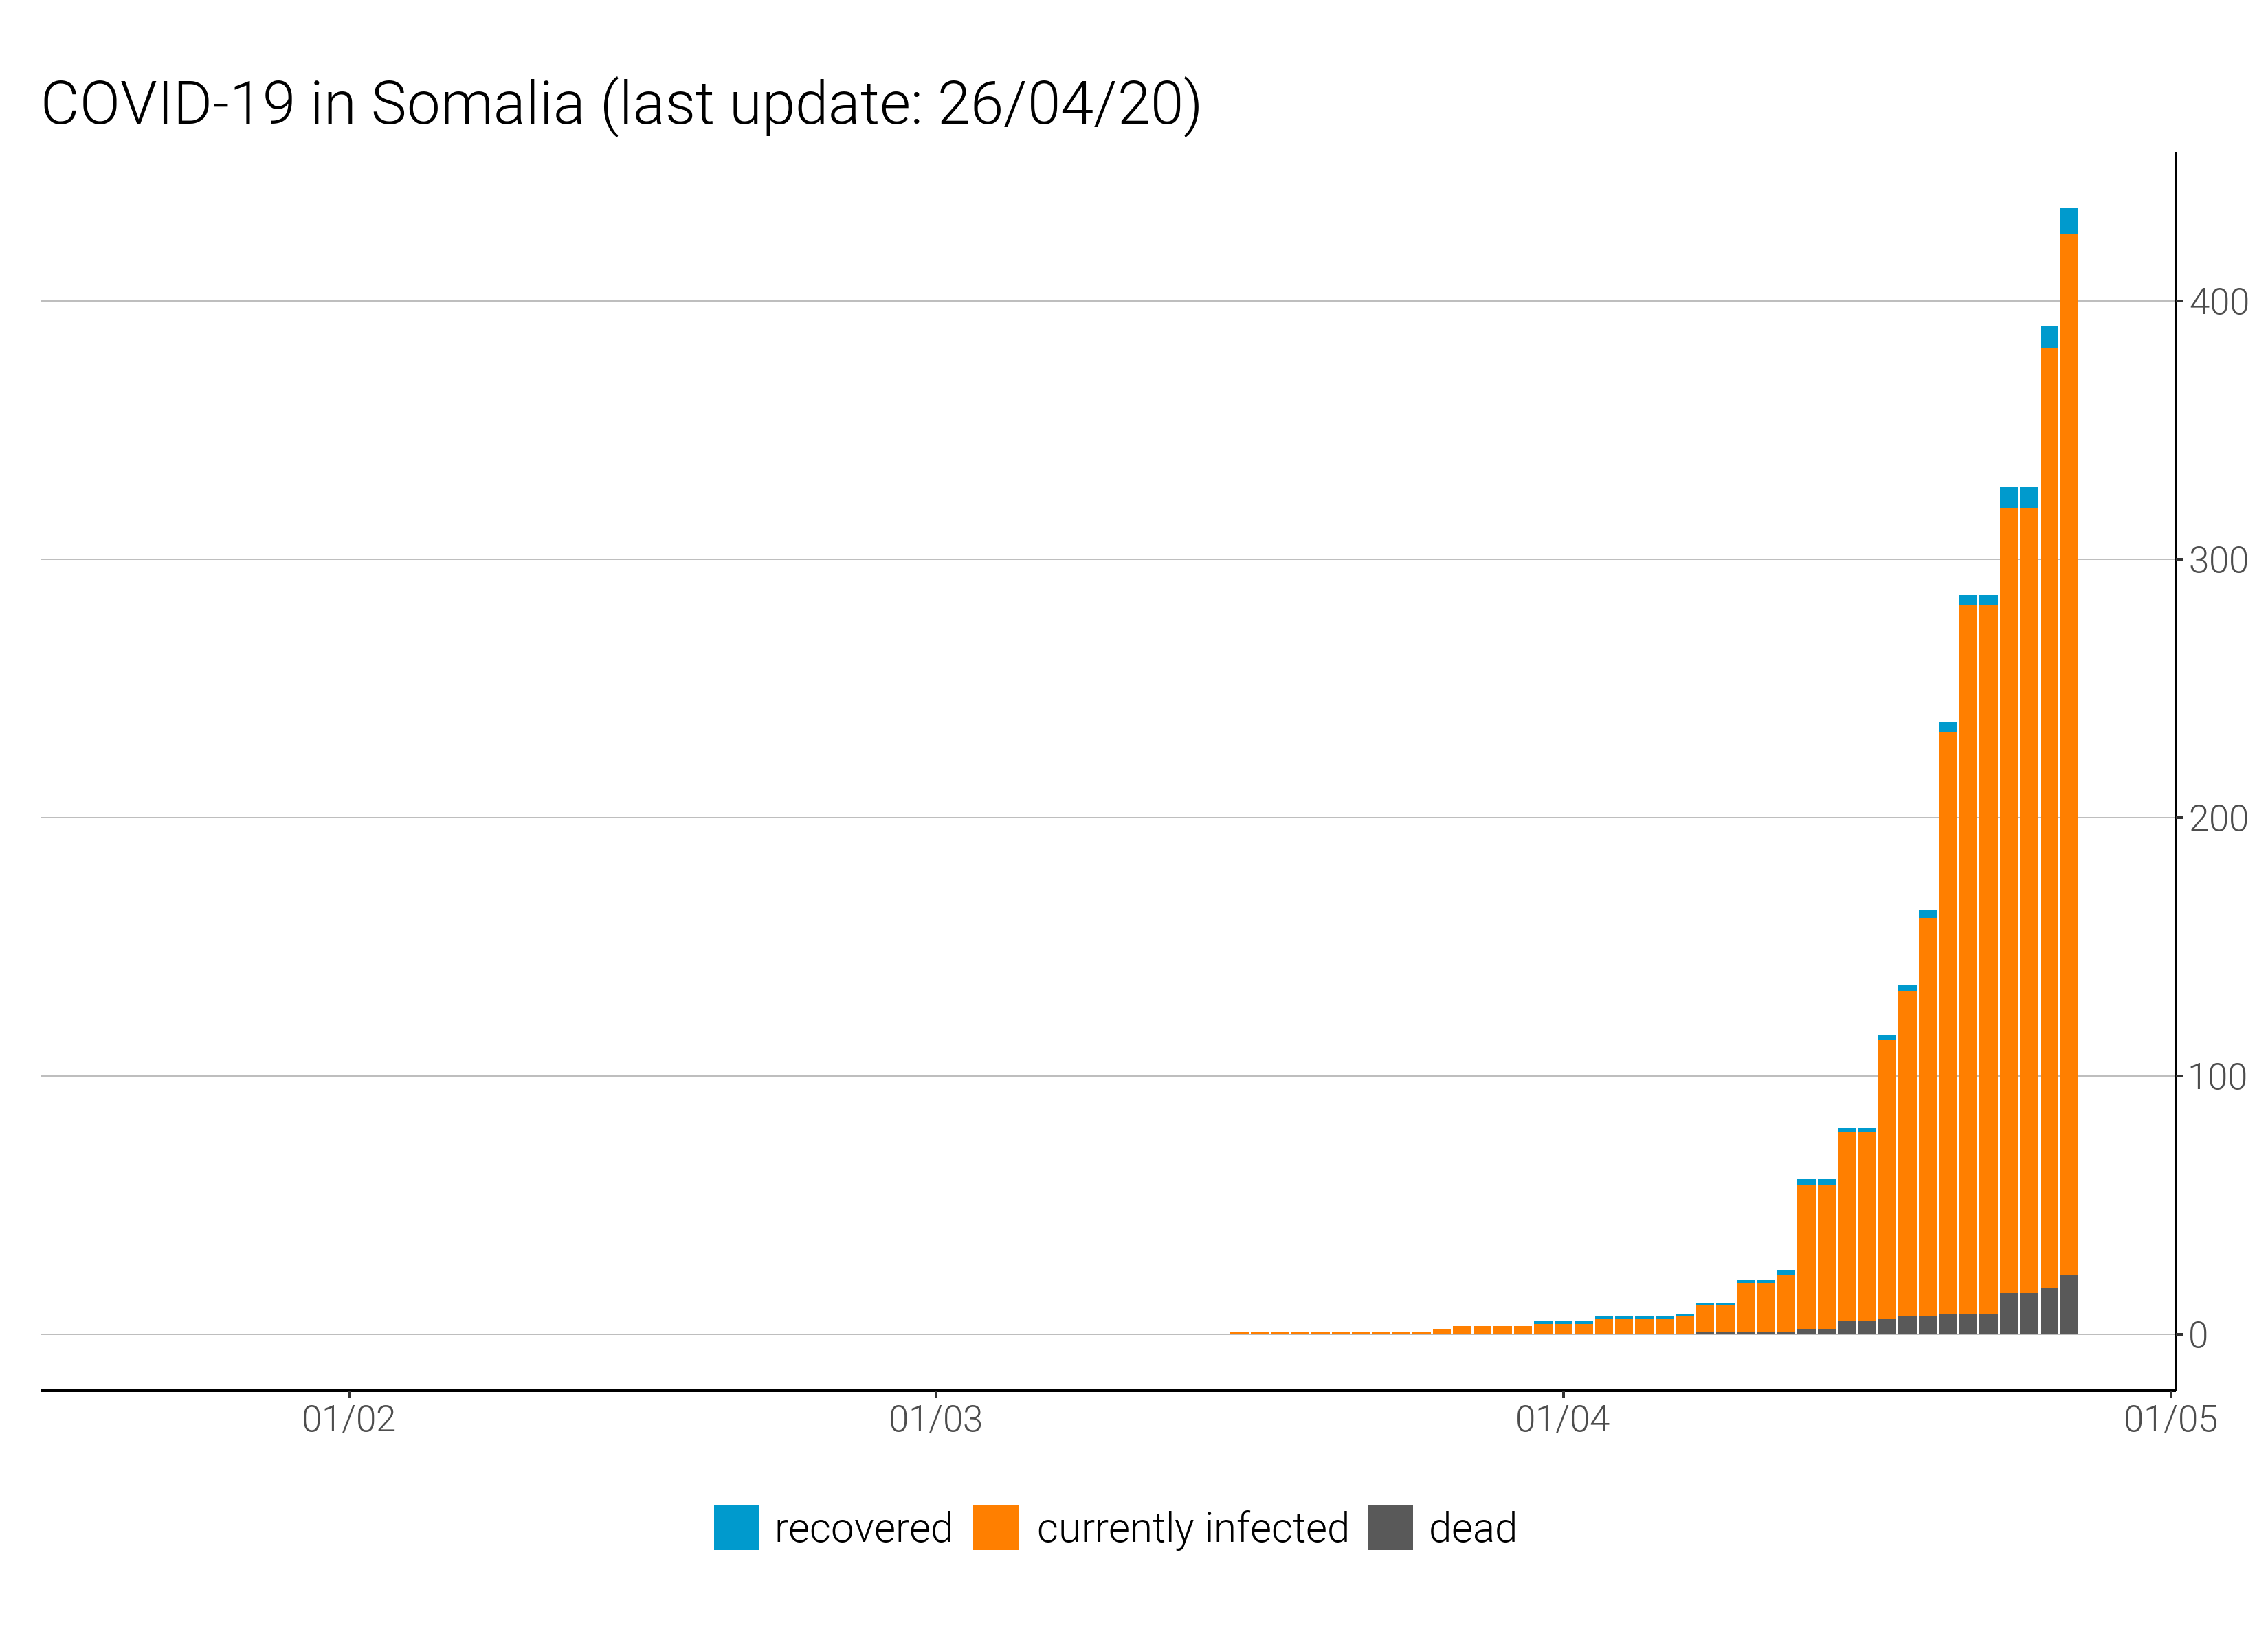 COVID-19 in Somalia (last update: 26/04/20)
400
300
200
100
0
01/02 01/03 01/04 01/05
recovered currently infected dead